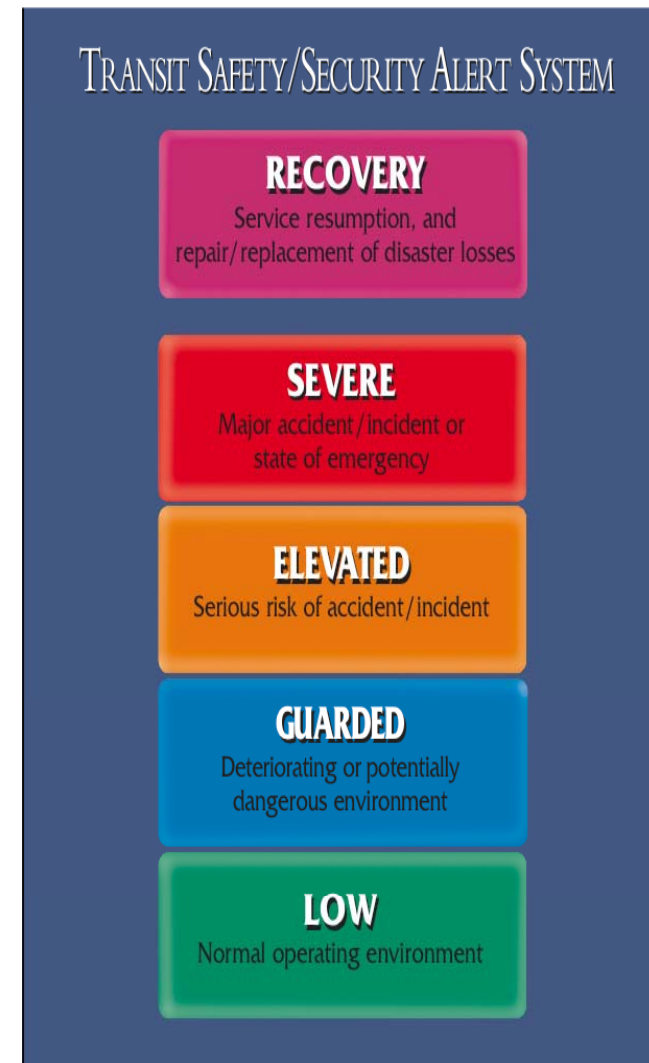 TRANSIT SAFETY/SECURITY ALERT SYSTEM
RECOVERY
Service resumption, and
repair/replacement of disaster losses
SEVERE
Major accident/incident or
state of emergency
ELEVATED
Serious risk of accident/incident
GUARDED
Deteriorating or potentially
dangerous environment
LOW
Normal operating environment